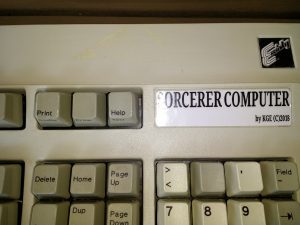 Print
Help
ORCERER COMPUTER
by KGE (C)2018
Delete
Home
Page
Up
>
<
'
Field
-
Dup
Page
Down
7
8
9